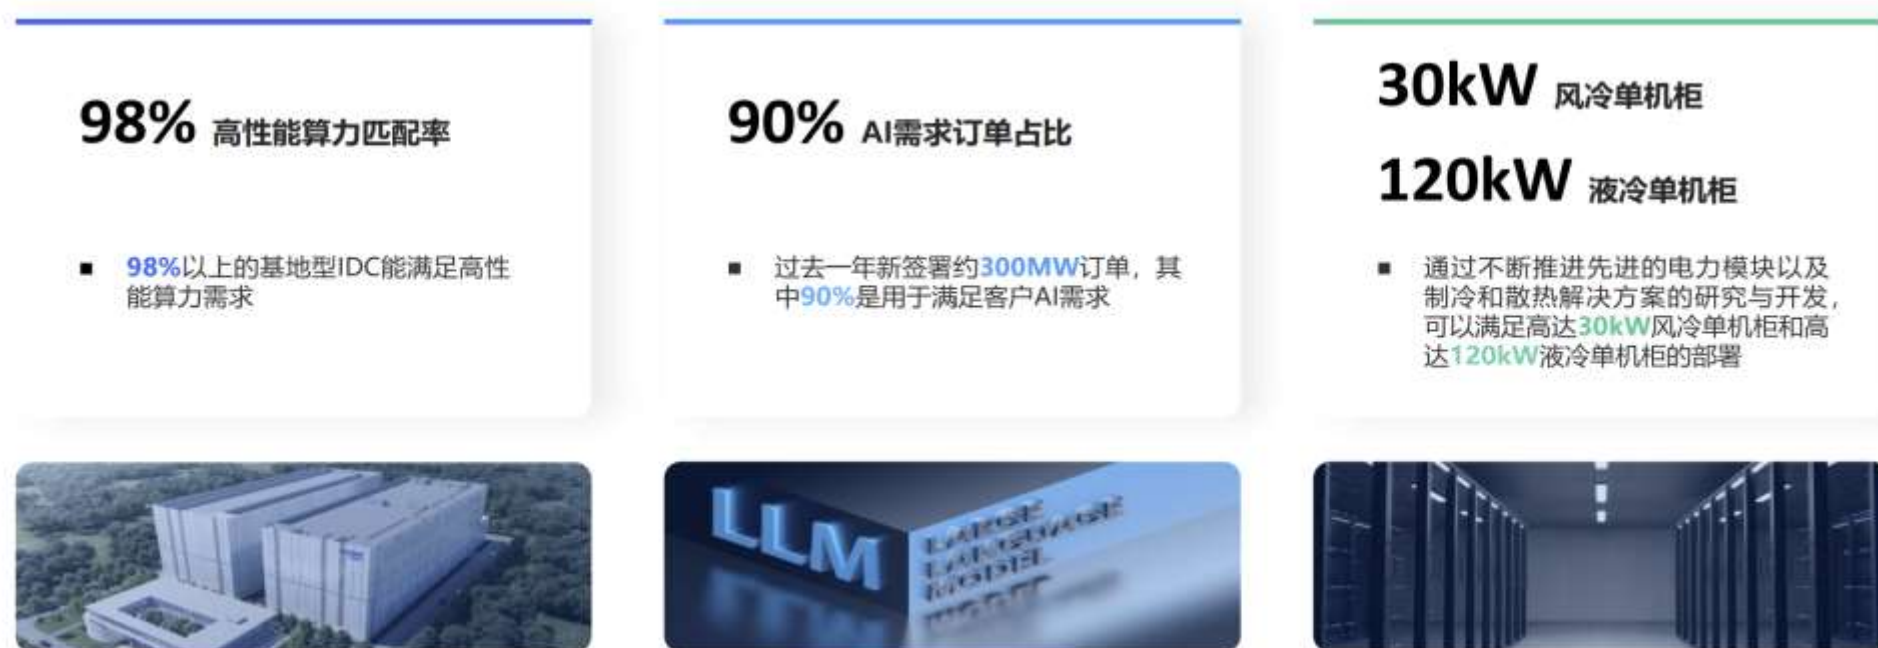 98% 高性能算力匹配率
■ 98%以上的基地型IDC能满足高性
能算力需求
90% AI需求订单占比
■ 过去一年新签署约300MW订单，其
中90%是用于满足客户AI需求
30kW 风冷单机柜
120kW 液冷单机柜
■ 通过不断推进先进的电力模块以及
制冷和散热解决方案的研究与开发，
可以满足高达30kW风冷单机柜和高
达120kW液冷单机柜的部署
LLM
LARGE
LANGUAGE
MODEL